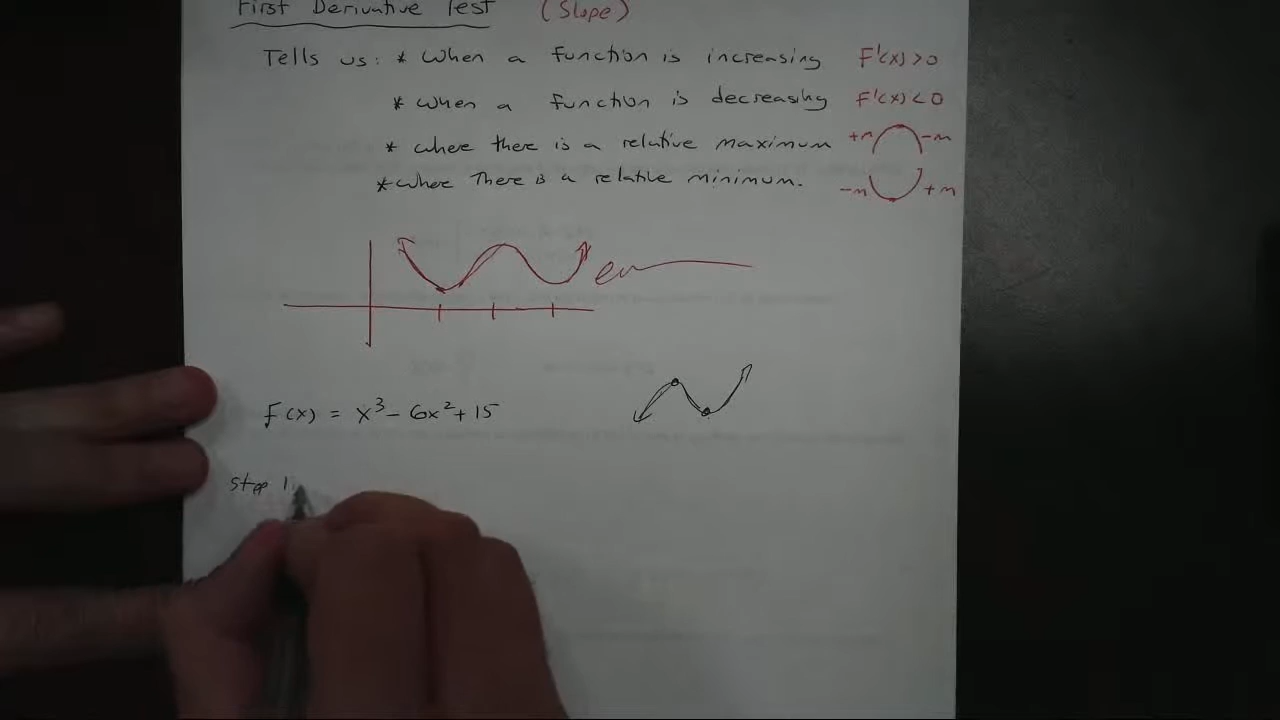 First Derivative Test (Slope)
Tells us: * when a function is increasing F'(x) > 0
* when a function is decreasing F'(x) < 0
* where there is a relative maximum +m -m
* where there is a relative minimum. -m +m
F(x) = x³ - 6x² + 15
step 1